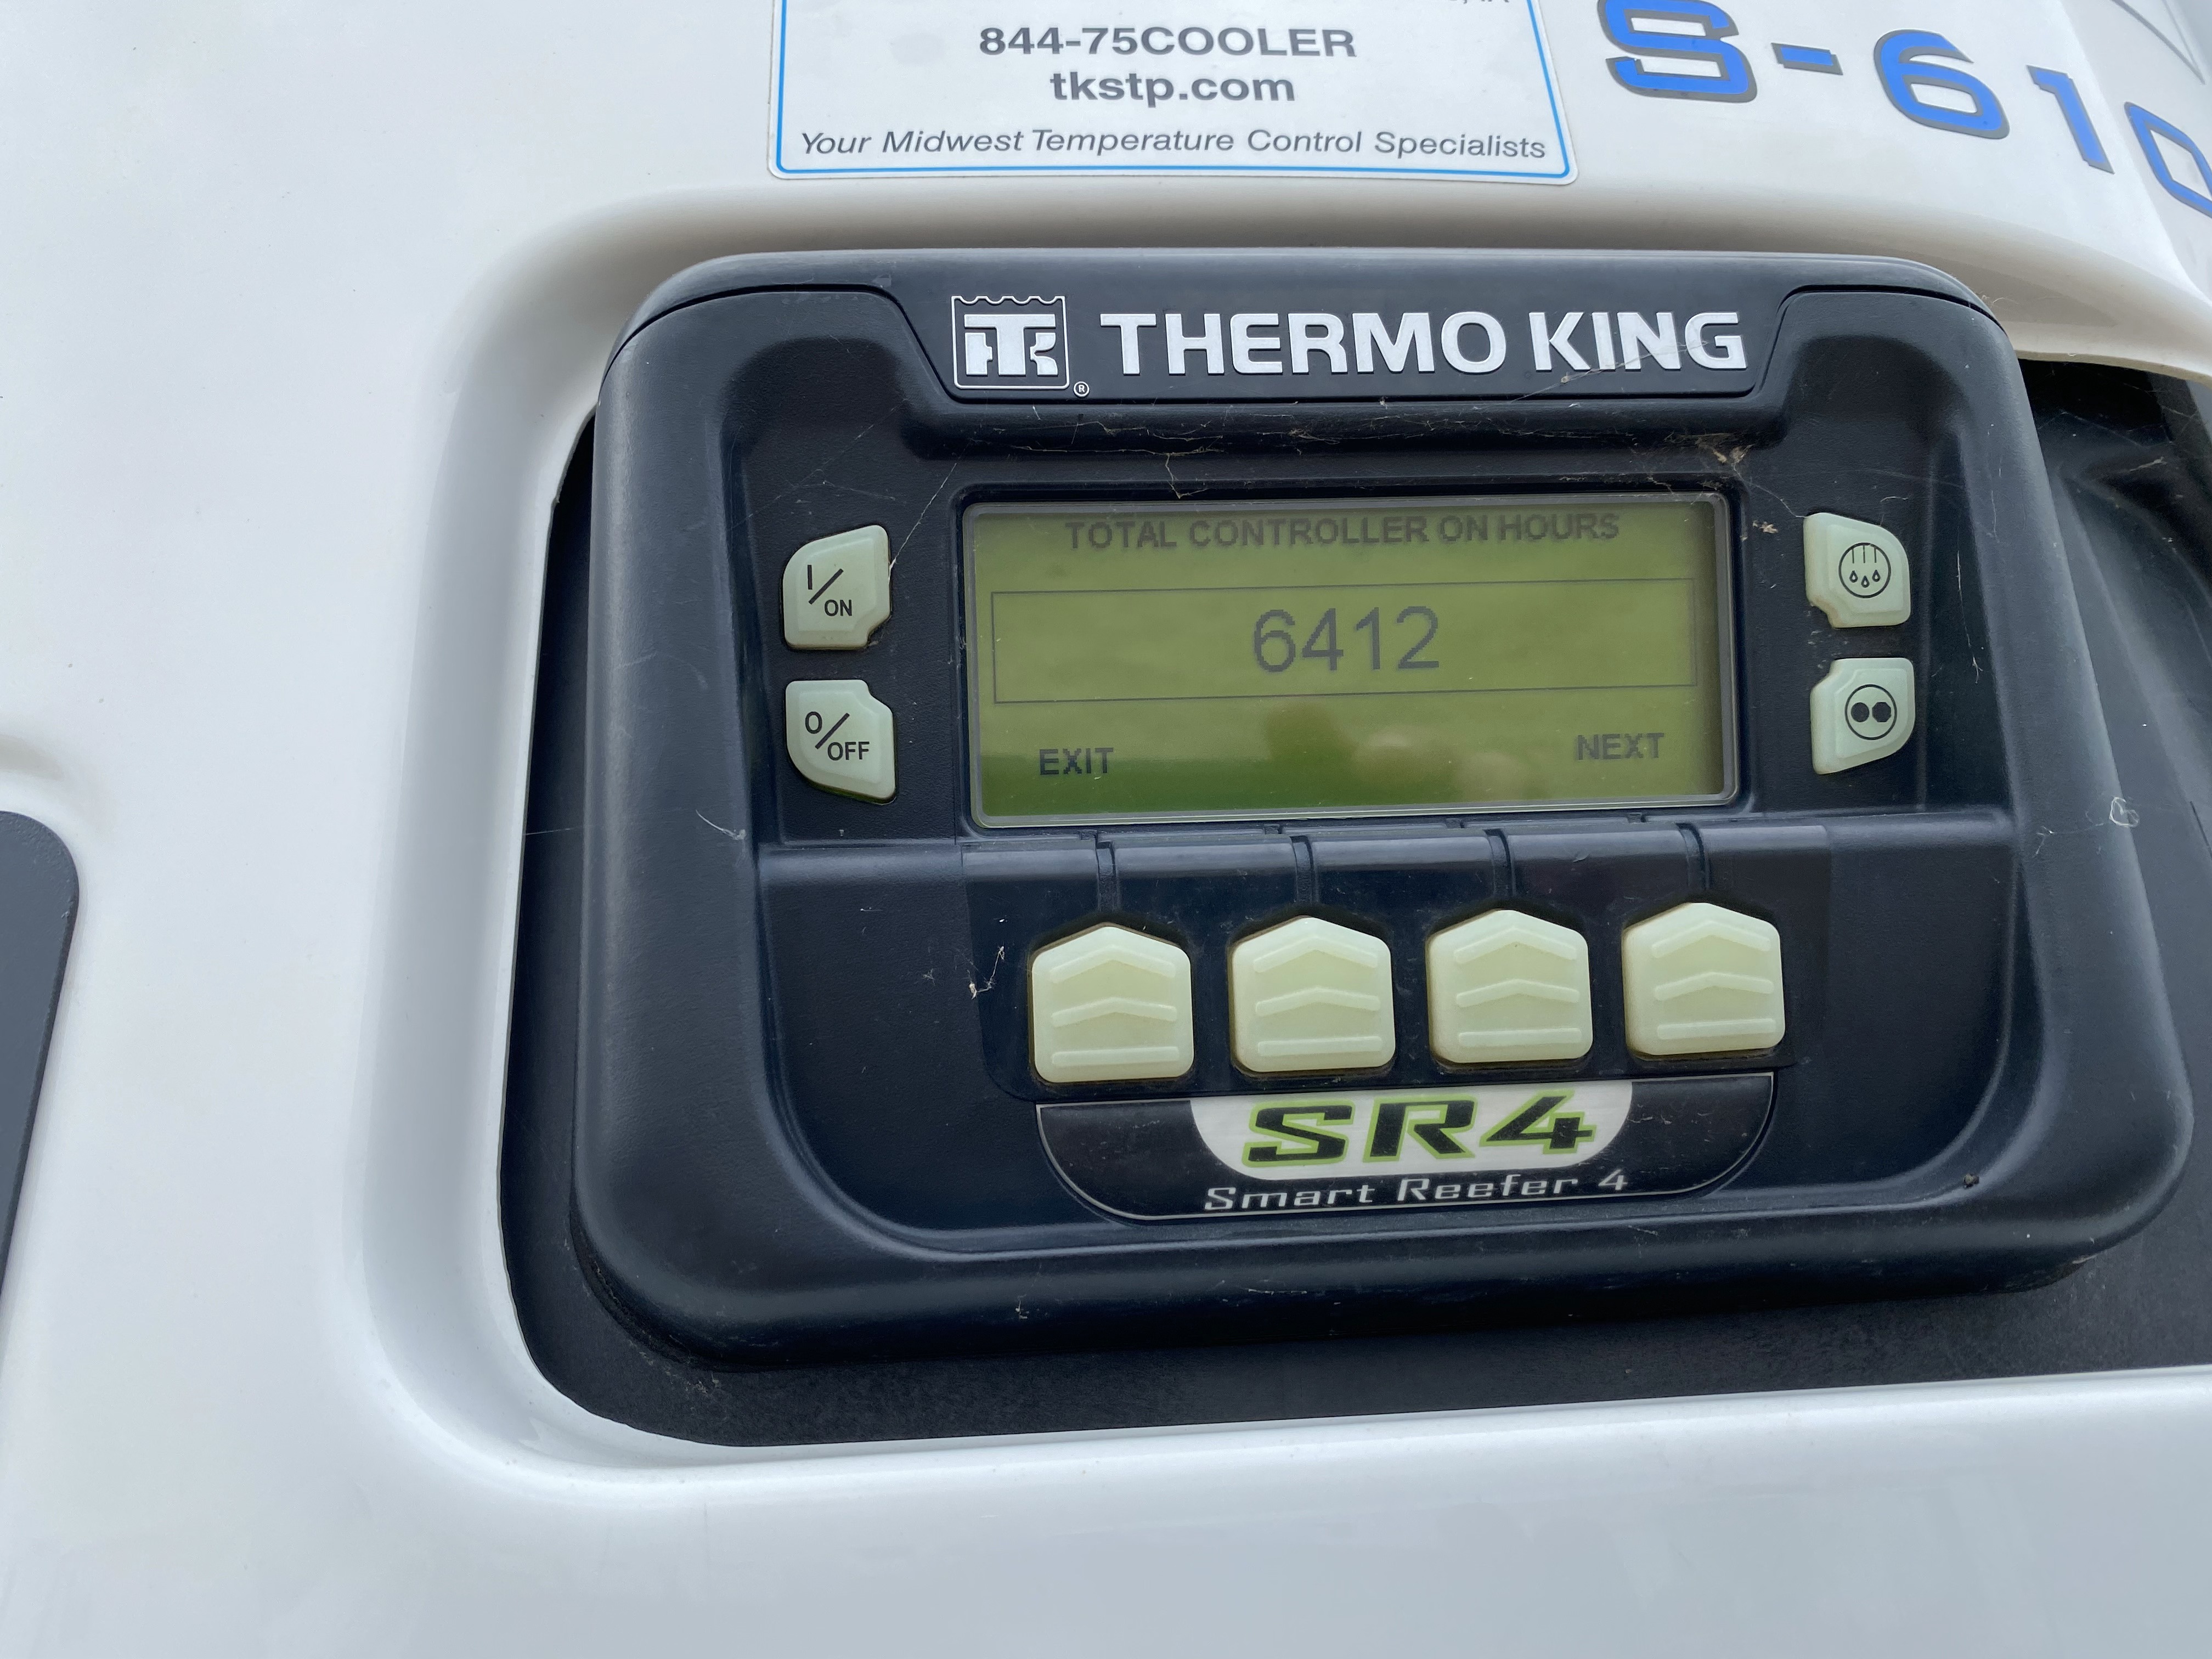 844-75COOLER
tkstp.com
Your Midwest Temperature Control Specialists
S-610
TK ®
THERMO KING
TOTAL CONTROLLER ON HOURS
6412
EXIT NEXT
I/ON
O/OFF
SR4
Smart Reefer 4